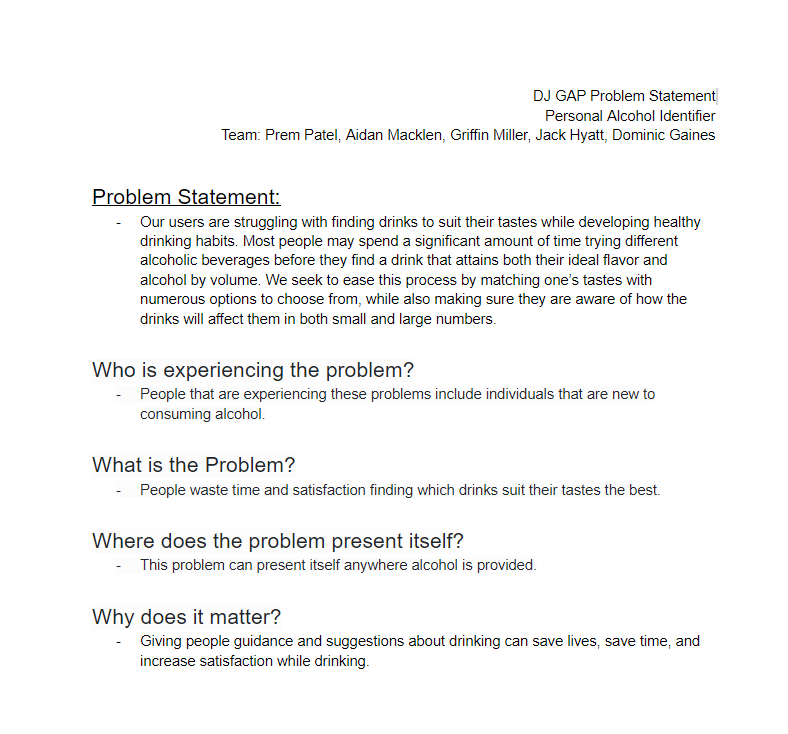 DJ GAP Problem Statement
Personal Alcohol Identifier
Team: Prem Patel, Aidan Macklen, Griffin Miller, Jack Hyatt, Dominic Gaines
Problem Statement:
- Our users are struggling with finding drinks to suit their tastes while developing healthy
drinking habits. Most people may spend a significant amount of time trying different
alcoholic beverages before they find a drink that attains both their ideal flavor and
alcohol by volume. We seek to ease this process by matching one’s tastes with
numerous options to choose from, while also making sure they are aware of how the
drinks will affect them in both small and large numbers.
Who is experiencing the problem?
- People that are experiencing these problems include individuals that are new to
consuming alcohol.
What is the Problem?
- People waste time and satisfaction finding which drinks suit their tastes the best.
Where does the problem present itself?
- This problem can present itself anywhere alcohol is provided.
Why does it matter?
- Giving people guidance and suggestions about drinking can save lives, save time, and
increase satisfaction while drinking.